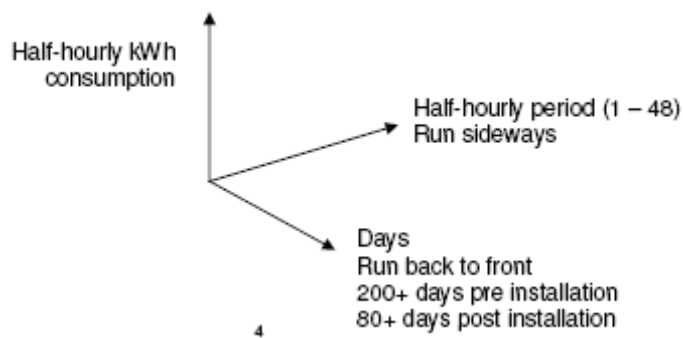 Half-hourly kWh
consumption
Half-hourly period (1 – 48)
Run sideways
Days
Run back to front
200+ days pre installation
80+ days post installation
4